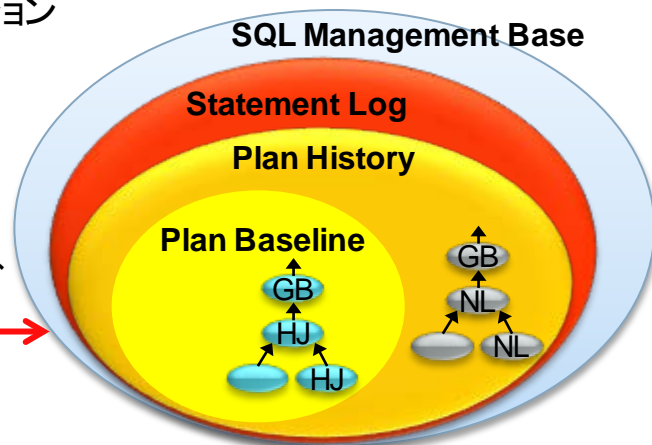 ョン
SQL Management Base
Statement Log
Plan History
Plan Baseline
GB
GB
NL
HJ
NL
HJ